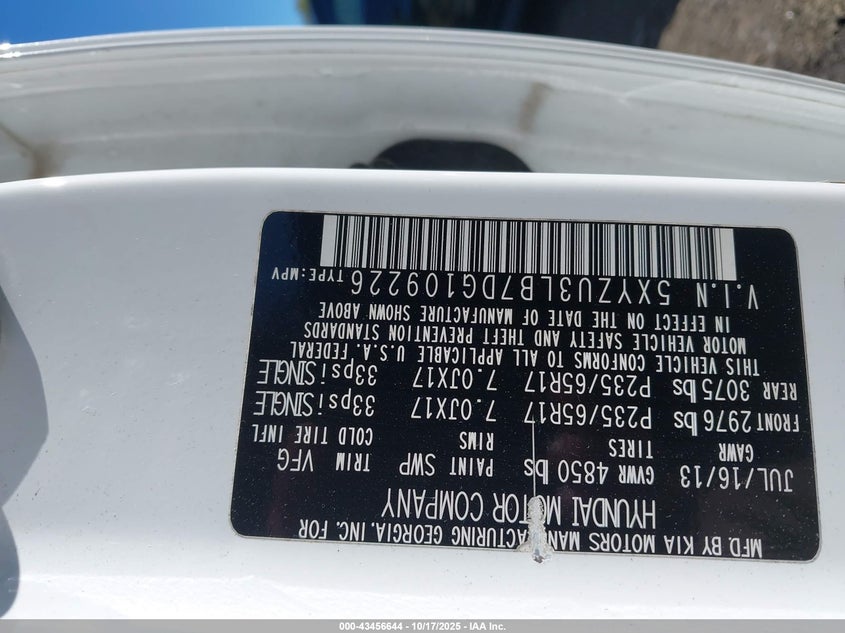 MFD. BY KIA MOTORS MANUFACTURING GEORGIA. INC. FOR
HYUNDAI MOTOR COMPANY
JUL/16/13 GVWR 4850 lbs PAINT SWP TRIM VFG
GAWR TIRES RIMS COLD TIRE INFL
FRONT 2976 lbs P235/65R17 7.0JX17 33psi SINGLE
REAR 3075 lbs P235/65R17 7.0JX17 33psi SINGLE
THIS VEHICLE CONFORMS TO ALL APPLICABLE U.S.A. FEDERAL
MOTOR VEHICLE SAFETY AND THEFT PREVENTION STANDARDS
IN EFFECT ON THE DATE OF MANUFACTURE SHOWN ABOVE
V.I.N 5XYZU3LB7DG109226 TYPE:MPV
000-43456644 | 10/17/2025 | IAA Inc.